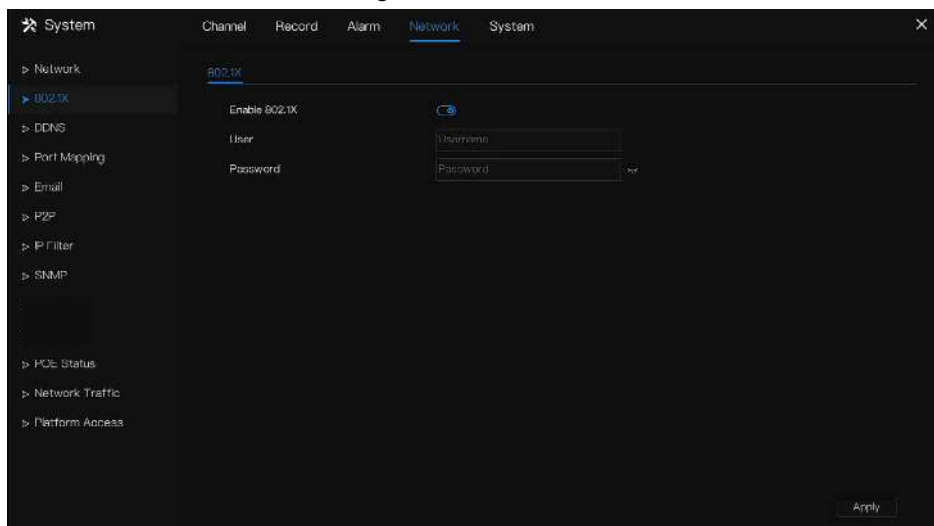 System
Channel Record Alarm Network System
Network
802.1X
DDNS
Port Mapping
Email
P2P
IP Filter
SNMP
POE Status
Network Traffic
Platform Access
802.1X
Enable 802.1X
User Username
Password Password
Apply